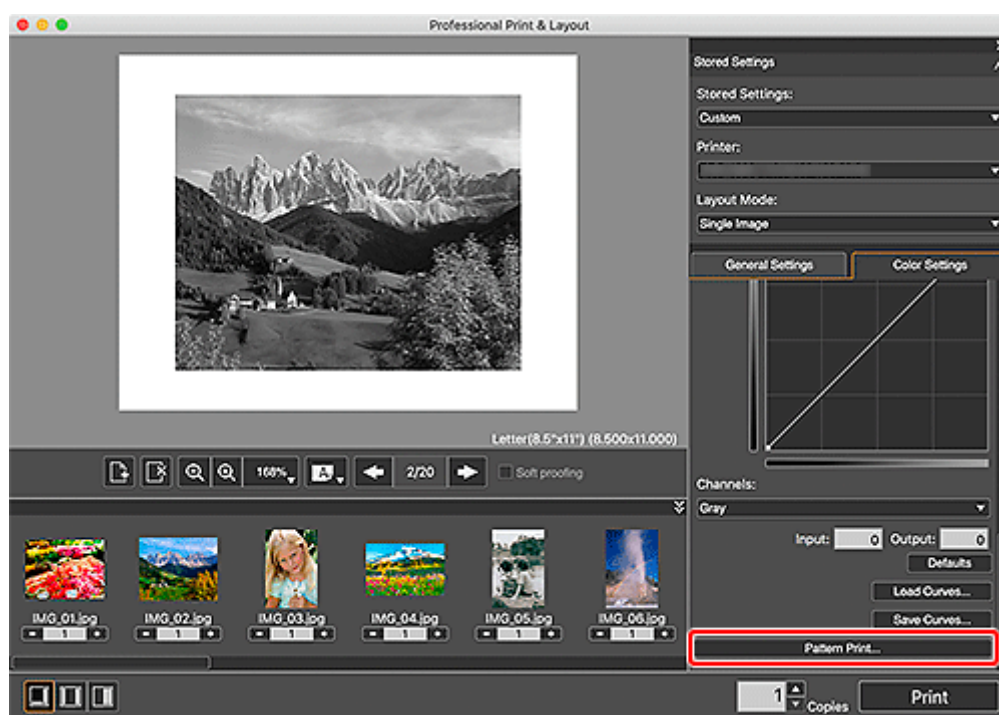 Professional Print & Layout
Stored Settings
Stored Settings:
Custom
Printer:
Layout Mode:
Single Image
General Settings
Color Settings
Letter(8.5"x11") (8.500x11.000)
168%
A
2/20
Soft proofing
Channels:
Gray
Input: 0 Output: 0
Defaults
Load Curves...
Save Curves...
Pattern Print...
IMG_01.jpg
IMG_02.jpg
IMG_03.jpg
IMG_04.jpg
IMG_05.jpg
IMG_06.jpg
- 1 +
- 1 +
- 1 +
- 1 +
- 1 +
- 1 +
1 Copies
Print